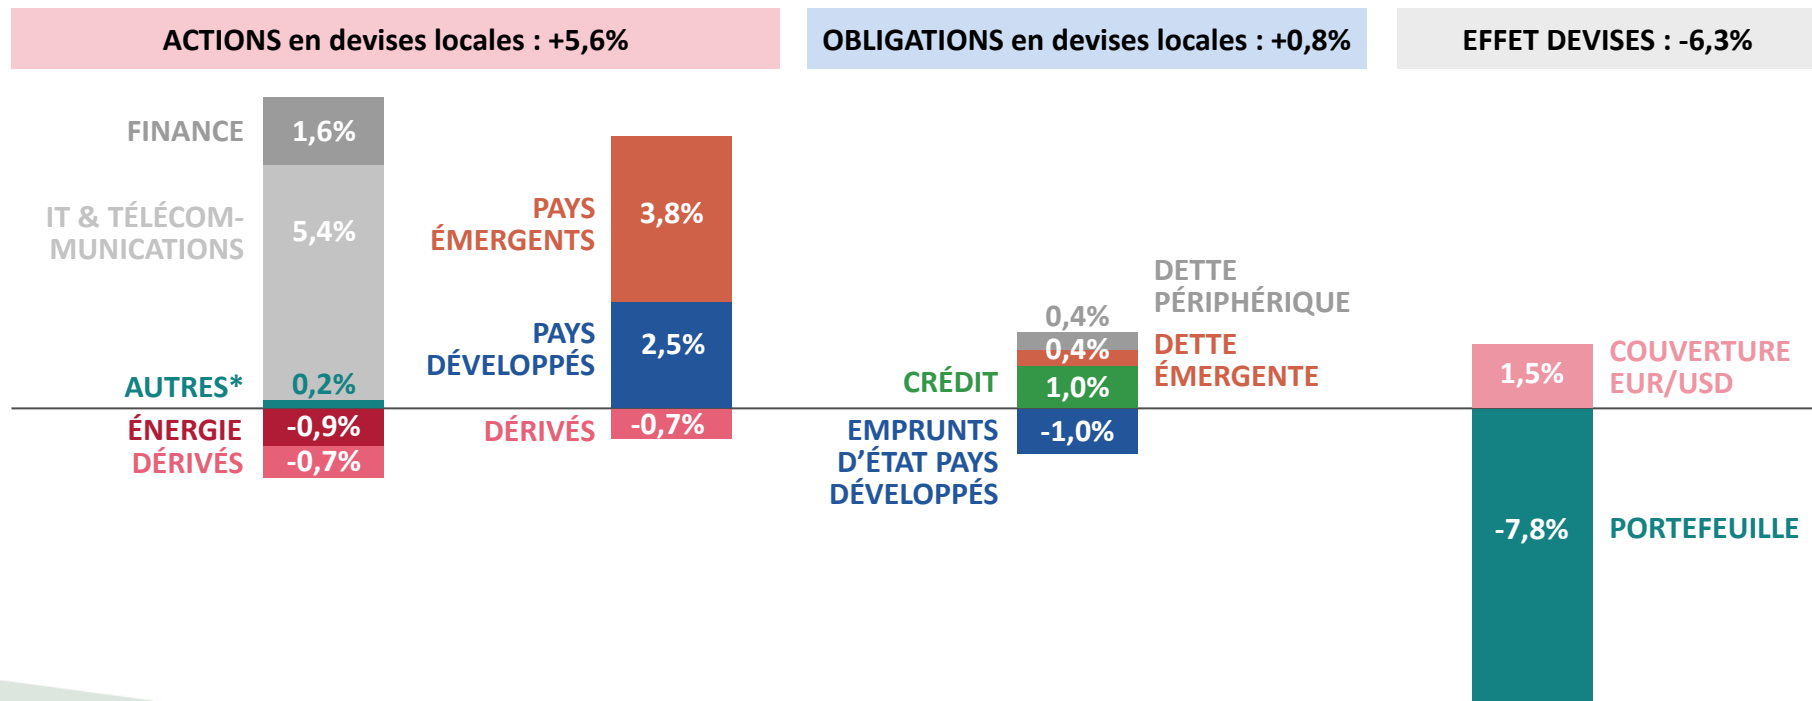 ACTIONS en devises locales : +5,6%
FINANCE
1,6%
IT & TÉLÉCOM-
MUNICATIONS
5,4%
AUTRES*
0,2%
ÉNERGIE
-0,9%
DÉRIVÉS
-0,7%
PAYS
ÉMERGENTS
3,8%
PAYS
DÉVELOPPÉS
2,5%
DÉRIVÉS
-0,7%
OBLIGATIONS en devises locales : +0,8%
DETTE
PÉRIPHÉRIQUE
0,4%
DETTE
ÉMERGENTE
0,4%
CRÉDIT
1,0%
EMPRUNTS
D'ÉTAT PAYS
DÉVELOPPÉS
-1,0%
EFFET DEVISES : -6,3%
1,5%
COUVERTURE
EUR/USD
-7,8%
PORTEFEUILLE